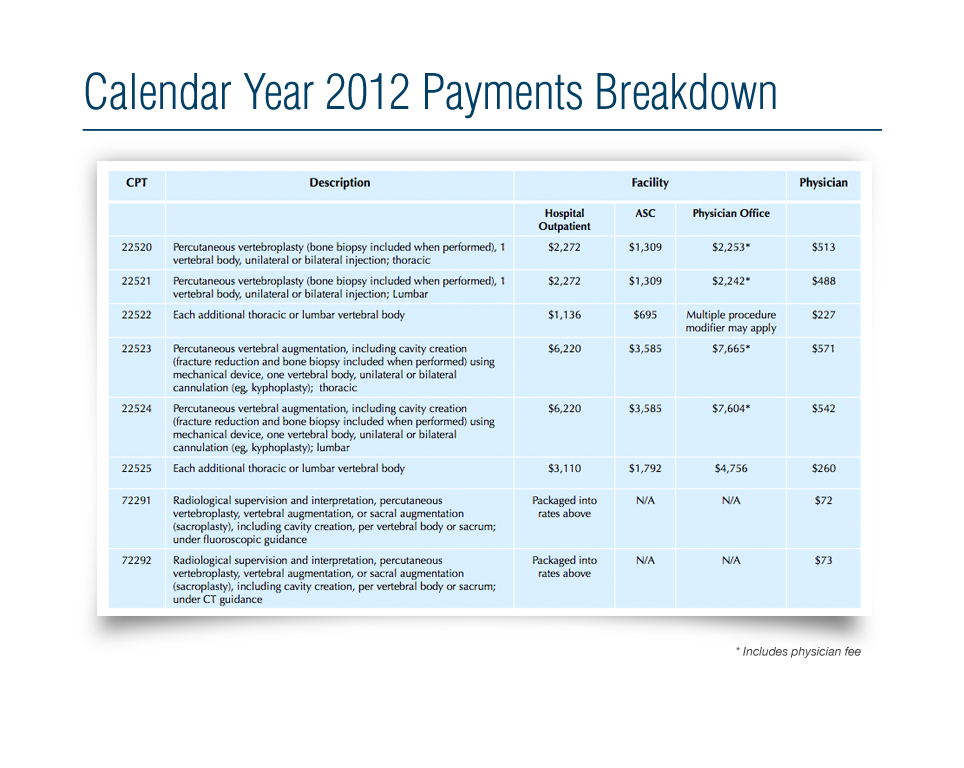 Calendar Year 2012 Payments Breakdown
CPT Description Facility Physician
Hospital Outpatient ASC Physician Office
22520 Percutaneous vertebroplasty (bone biopsy included when performed), 1 $2,272 $1,309 $2,253* $513
vertebral body, unilateral or bilateral injection; thoracic
22521 Percutaneous vertebroplasty (bone biopsy included when performed), 1 $2,272 $1,309 $2,242* $488
vertebral body, unilateral or bilateral injection; Lumbar
22522 Each additional thoracic or lumbar vertebral body $1,136 $695 Multiple procedure $227
modifier may apply
22523 Percutaneous vertebral augmentation, including cavity creation $6,220 $3,585 $7,665* $571
(fracture reduction and bone biopsy included when performed) using
mechanical device, one vertebral body, unilateral or bilateral
cannulation (eg, kyphoplasty); thoracic
22524 Percutaneous vertebral augmentation, including cavity creation $6,220 $3,585 $7,604* $542
(fracture reduction and bone biopsy included when performed) using
mechanical device, one vertebral body, unilateral or bilateral
cannulation (eg, kyphoplasty); lumbar
22525 Each additional thoracic or lumbar vertebral body $3,110 $1,792 $4,756 $260
72291 Radiological supervision and interpretation, percutaneous Packaged into N/A N/A $72
vertebroplasty, vertebral augmentation, or sacral augmentation rates above
(sacroplasty), including cavity creation, per vertebral body or sacrum;
under fluoroscopic guidance
72292 Radiological supervision and interpretation, percutaneous Packaged into N/A N/A $73
vertebroplasty, vertebral augmentation, or sacral augmentation rates above
(sacroplasty), including cavity creation, per vertebral body or sacrum;
under CT guidance
* Includes physician fee